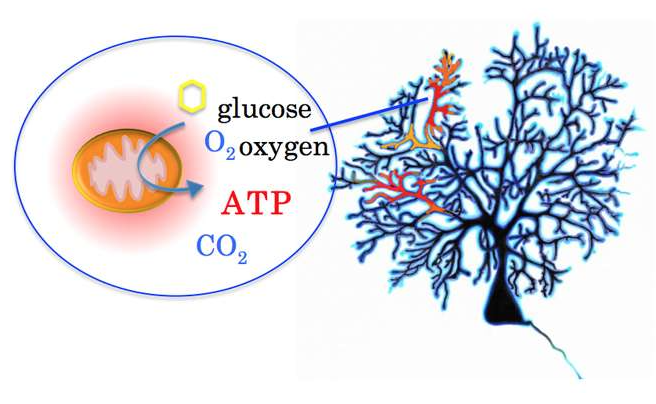 glucose
O₂ oxygen
ATP
CO₂